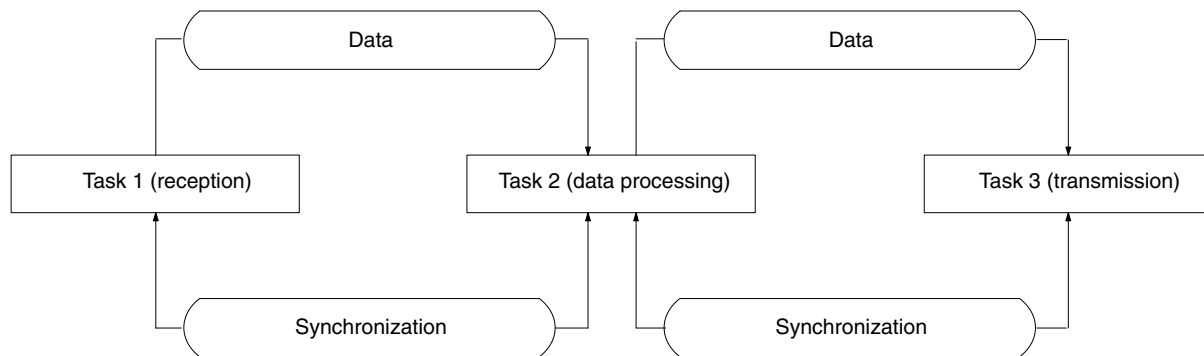 Data
Data
Task 1 (reception)
Task 2 (data processing)
Task 3 (transmission)
Synchronization
Synchronization